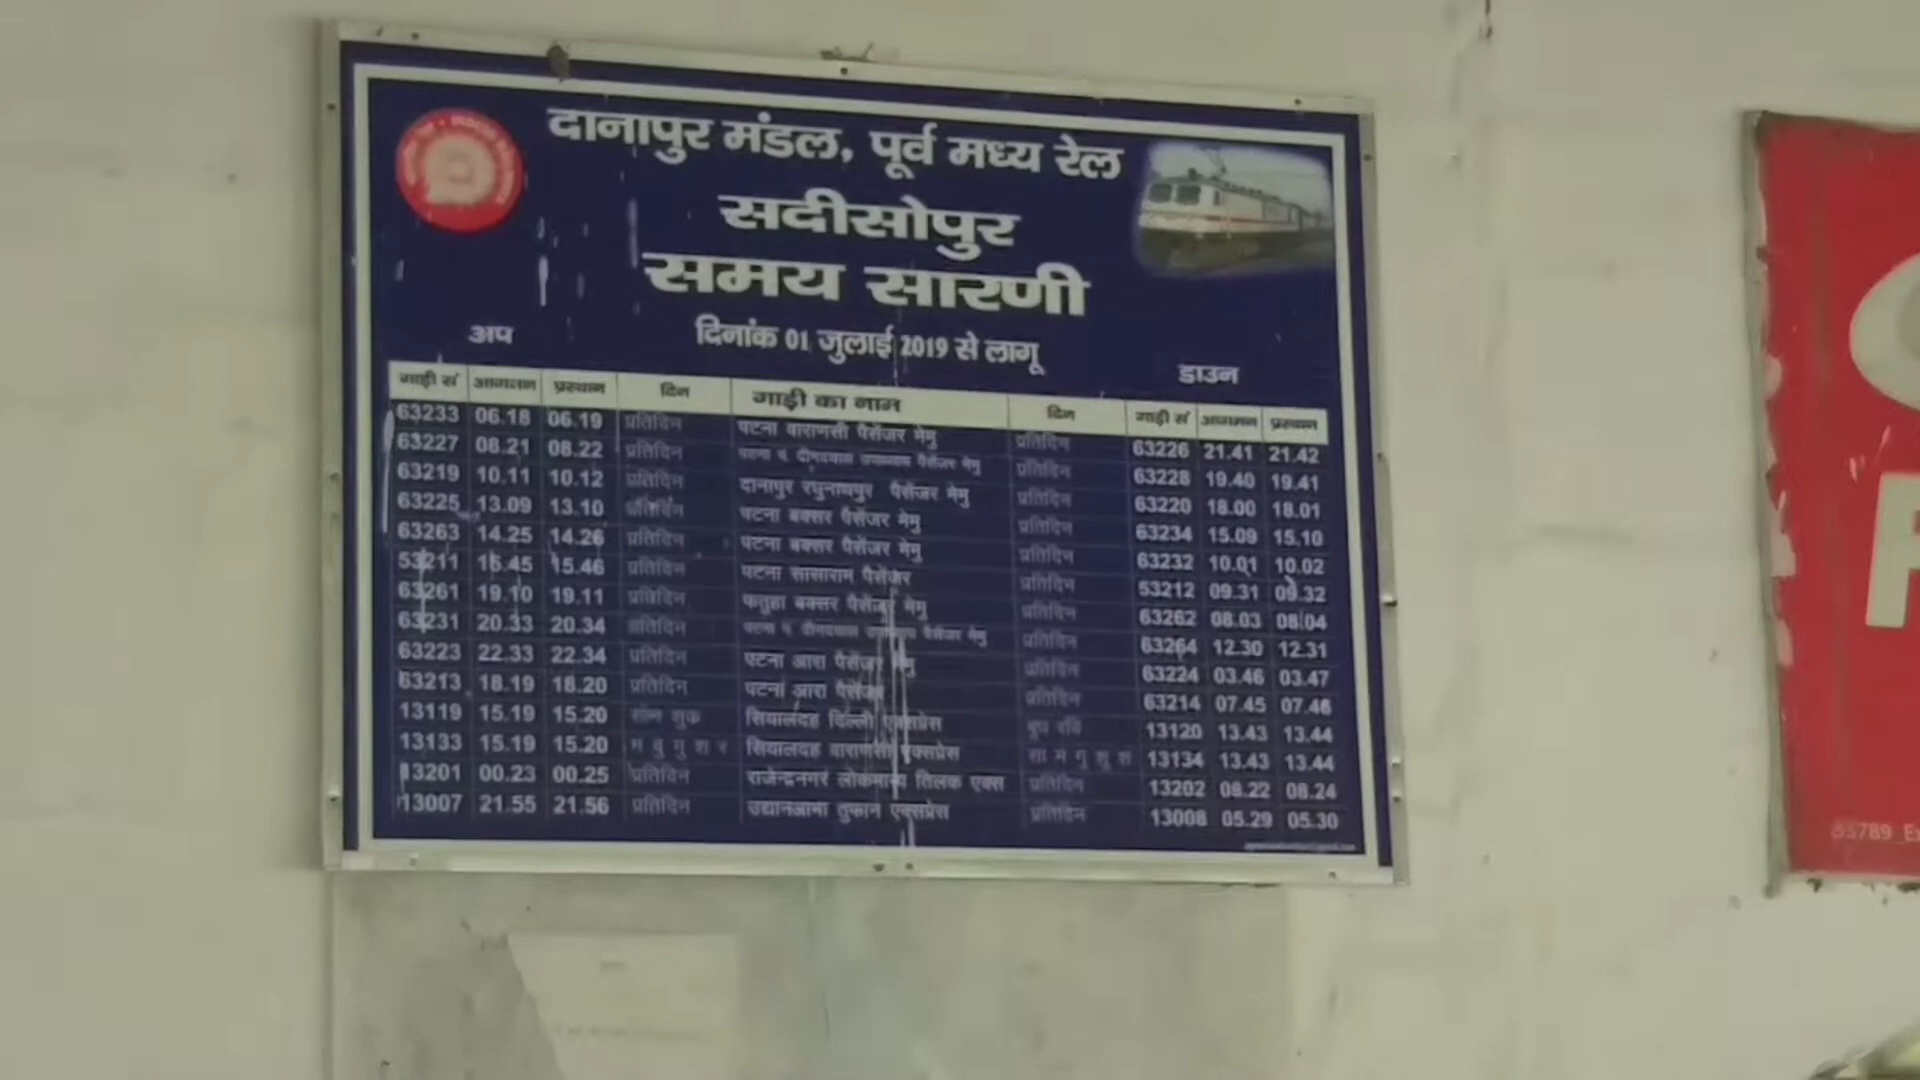 दानापुर मंडल, पूर्व मध्य रेल
सदीसोपुर
समय सारणी
दिनांक 01 जुलाई 2019 से लागू
अप
डाउन
गाड़ी सं आगमन प्रस्थान दिन गाड़ी का नाम दिन गाड़ी सं आगमन प्रस्थान
63233 06.18 06.19 प्रतिदिन पटना वाराणसी पैसेंजर मेमु प्रतिदिन 63226 21.41 21.42
63227 08.21 08.22 प्रतिदिन पटना पं. दीनदयाल उपाध्याय पैसेंजर मेमु प्रतिदिन 63228 19.40 19.41
63219 10.11 10.12 प्रतिदिन दानापुर रघुनाथपुर पैसेंजर मेमु प्रतिदिन 63220 18.00 18.01
63225 13.09 13.10 प्रतिदिन पटना बक्सर पैसेंजर मेमु प्रतिदिन 63234 15.09 15.10
63263 14.25 14.26 प्रतिदिन पटना बक्सर पैसेंजर मेमु प्रतिदिन 63232 10.01 10.02
53211 15.45 15.46 प्रतिदिन पटना सासाराम पैसेंजर प्रतिदिन 53212 09.31 09.32
63261 19.10 19.11 प्रतिदिन फतुहा बक्सर पैसेंजर मेमु प्रतिदिन 63262 08.03 08.04
63231 20.33 20.34 प्रतिदिन पटना पं. दीनदयाल उपाध्याय पैसेंजर मेमु प्रतिदिन 63264 12.30 12.31
63223 22.33 22.34 प्रतिदिन पटना आरा पैसेंजर मेमु प्रतिदिन 63224 03.46 03.47
63213 18.19 18.20 प्रतिदिन पटना आरा पैसेंजर प्रतिदिन 63214 07.45 07.46
13119 15.19 15.20 सोम शुक्र सियालदह दिल्ली एक्सप्रेस बुध रवि 13120 13.43 13.44
13133 15.19 15.20 म बु गु श र सियालदह वाराणसी एक्सप्रेस सो म गु शु श 13134 13.43 13.44
13201 00.23 00.25 प्रतिदिन राजेन्द्रनगर लोकमान्य तिलक एक्स प्रतिदिन 13202 08.22 08.24
13007 21.55 21.56 प्रतिदिन उद्यानआभा तुफान एक्सप्रेस प्रतिदिन 13008 05.29 05.30